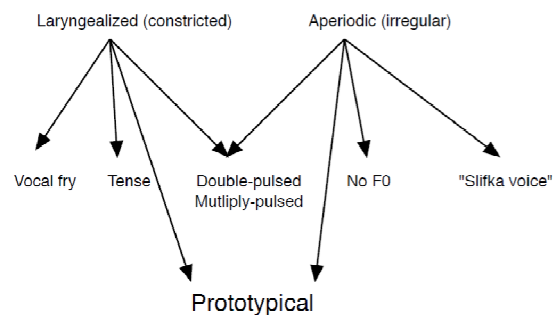 Laryngealized (constricted) Aperiodic (irregular)
Vocal fry Tense Double-pulsed No F0 "Slifka voice"
Mutliply-pulsed
Prototypical